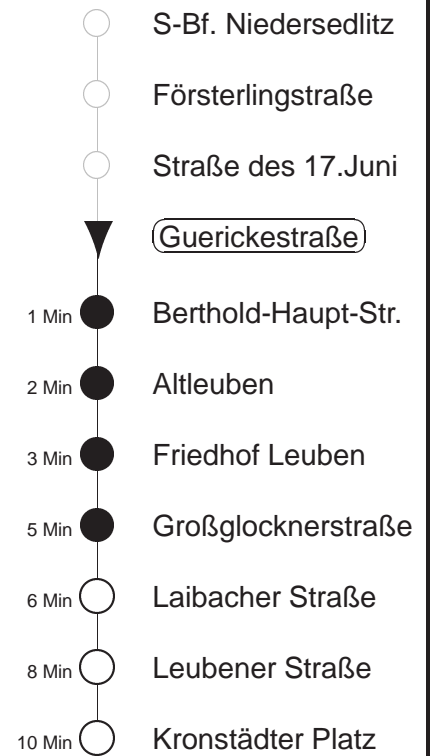 S-Bf. Niedersedlitz
Försterlingstraße
Straße des 17.Juni
Guerickestraße
1 Min Berthold-Haupt-Str.
2 Min Altleuben
3 Min Friedhof Leuben
5 Min Großglocknerstraße
6 Min Laibacher Straße
8 Min Leubener Straße
10 Min Kronstädter Platz